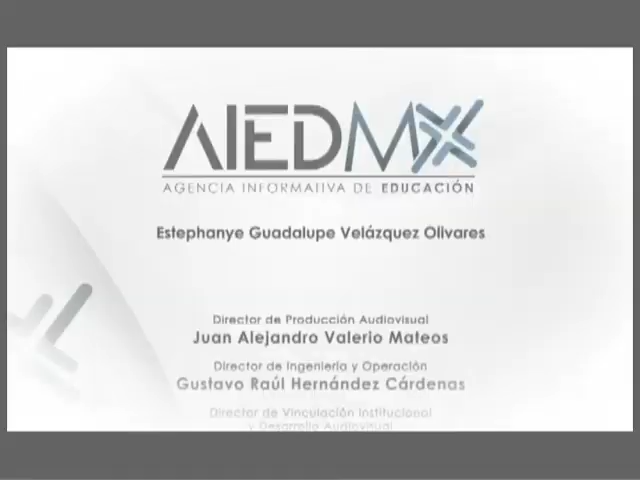 AIEDMX
AGENCIA INFORMATIVA DE EDUCACIÓN
Estephanye Guadalupe Velázquez Olivares
Director de Producción Audiovisual
Juan Alejandro Valerio Mateos
Director de Ingeniería y Operación
Gustavo Raúl Hernández Cárdenas
Director de Vinculación Institucional
y Desarrollo Audiovisual